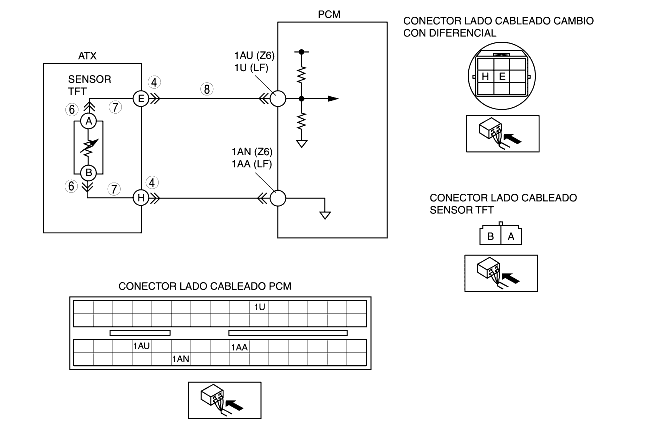 PCM
CONECTOR LADO CABLEADO CAMBIO
CON DIFERENCIAL
ATX
1AU (Z6)
1U (LF)
SENSOR
TFT
4
E
8
7
6
A
H E
B
6
7
4
H
1AN (Z6)
1AA (LF)
CONECTOR LADO CABLEADO
SENSOR TFT
B A
CONECTOR LADO CABLEADO PCM
1U
1AU
1AA
1AN